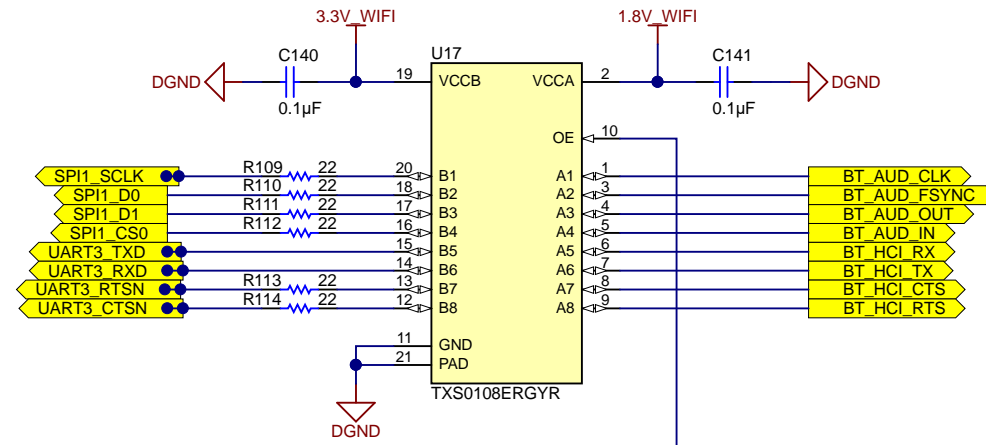 3.3V_WIFI 1.8V_WIFI
C140 U17 C141
DGND 19 VCCB VCCA 2 DGND
0.1µF 0.1µF
OE 10
SPI1_SCLK R109 22 20 B1 A1 1 BT_AUD_CLK
SPI1_D0 R110 22 18 B2 A2 3 BT_AUD_FSYNC
SPI1_D1 R111 22 17 B3 A3 4 BT_AUD_OUT
SPI1_CS0 R112 22 16 B4 A4 5 BT_AUD_IN
UART3_TXD 15 B5 A5 6 BT_HCI_RX
UART3_RXD 14 B6 A6 7 BT_HCI_TX
UART3_RTSN R113 22 13 B7 A7 8 BT_HCI_CTS
UART3_CTSN R114 22 12 B8 A8 9 BT_HCI_RTS
11 GND
21 PAD
TXS0108ERGYR
DGND